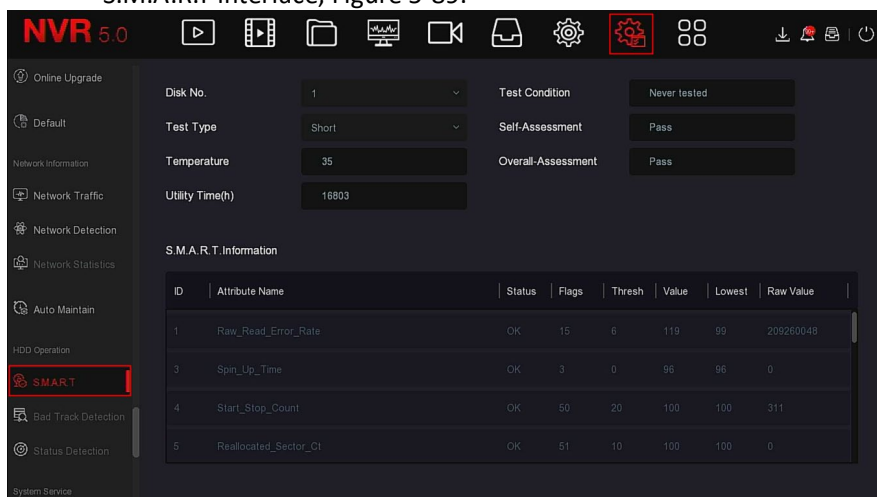 S.M.A.R.T interface, Figure 5-89.
NVR 5.0
Online Upgrade
Default
Network Information
Network Traffic
Network Detection
Network Statistics
Auto Maintain
HDD Operation
S.M.A.R.T
Bad Track Detection
Status Detection
System Service
Disk No. 1 Test Condition Never tested
Test Type Short Self-Assessment Pass
Temperature 35 Overall-Assessment Pass
Utility Time(h) 16803
S.M.A.R.T.Information
ID Attribute Name Status Flags Thresh Value Lowest Raw Value
1 Raw_Read_Error_Rate OK 15 6 119 99 209260048
3 Spin_Up_Time OK 3 0 96 96 0
4 Start_Stop_Count OK 50 20 100 100 311
5 Reallocated_Sector_Ct OK 51 10 100 100 0